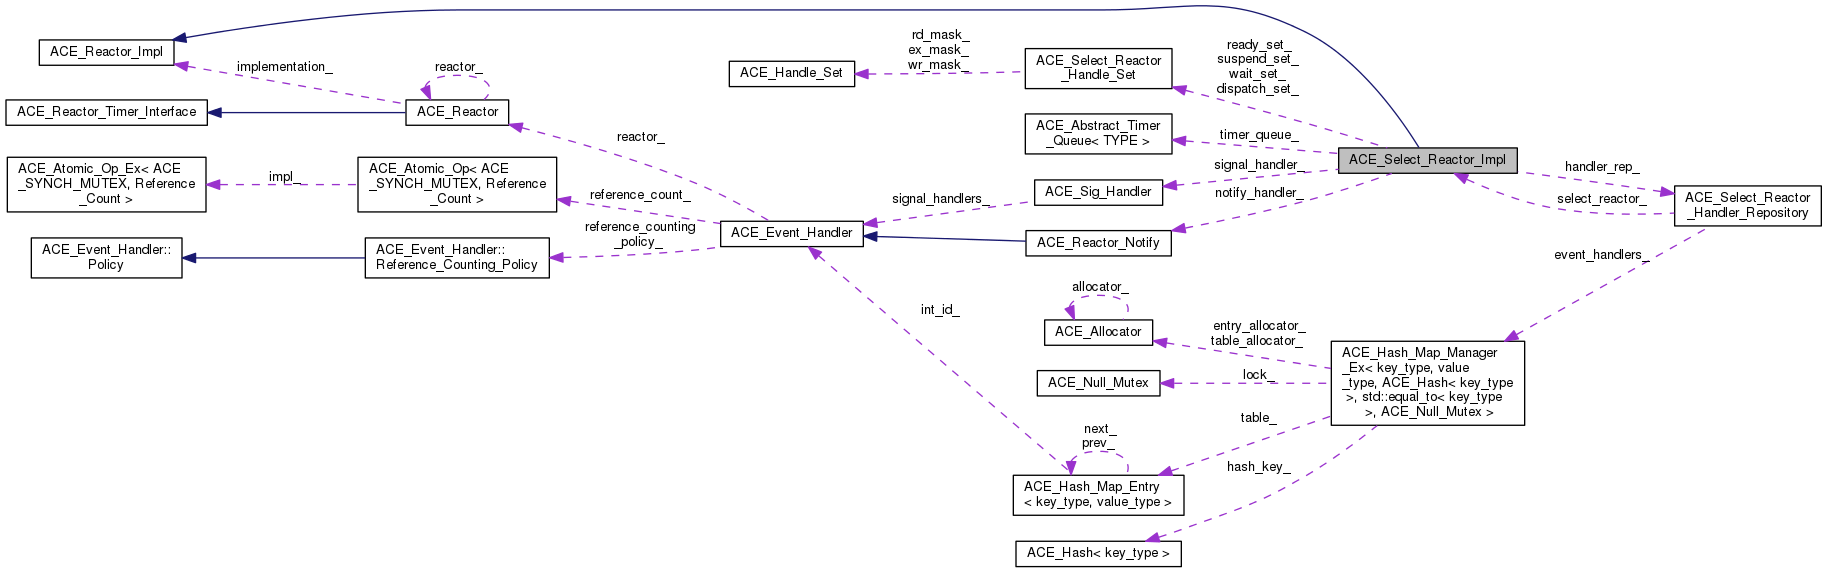 ACE_Reactor_Impl
implementation_
reactor_
ACE_Reactor_Timer_Interface
ACE_Reactor
ACE_Atomic_Op_Ex< ACE
_SYNCH_MUTEX, Reference
_Count >
impl_
ACE_Atomic_Op< ACE
_SYNCH_MUTEX, Reference
_Count >
ACE_Event_Handler::
Policy
ACE_Event_Handler::
Reference_Counting_Policy
reactor_
reference_count_
reference_counting
_policy_
ACE_Handle_Set
rd_mask_
ex_mask_
wr_mask_
ACE_Event_Handler
signal_handlers_
int_id_
ACE_Select_Reactor
_Handle_Set
ACE_Abstract_Timer
_Queue< TYPE >
ACE_Sig_Handler
ACE_Reactor_Notify
ready_set_
suspend_set_
wait_set_
dispatch_set_
timer_queue_
signal_handler_
notify_handler_
ACE_Select_Reactor_Impl
handler_rep_
select_reactor_
ACE_Select_Reactor
_Handler_Repository
event_handlers_
allocator_
ACE_Allocator
entry_allocator_
table_allocator_
ACE_Null_Mutex
lock_
ACE_Hash_Map_Manager
_Ex< key_type, value
_type, ACE_Hash< key_type
>, std::equal_to< key_type
>, ACE_Null_Mutex >
next_
prev_
table_
ACE_Hash_Map_Entry
< key_type, value_type >
hash_key_
ACE_Hash< key_type >